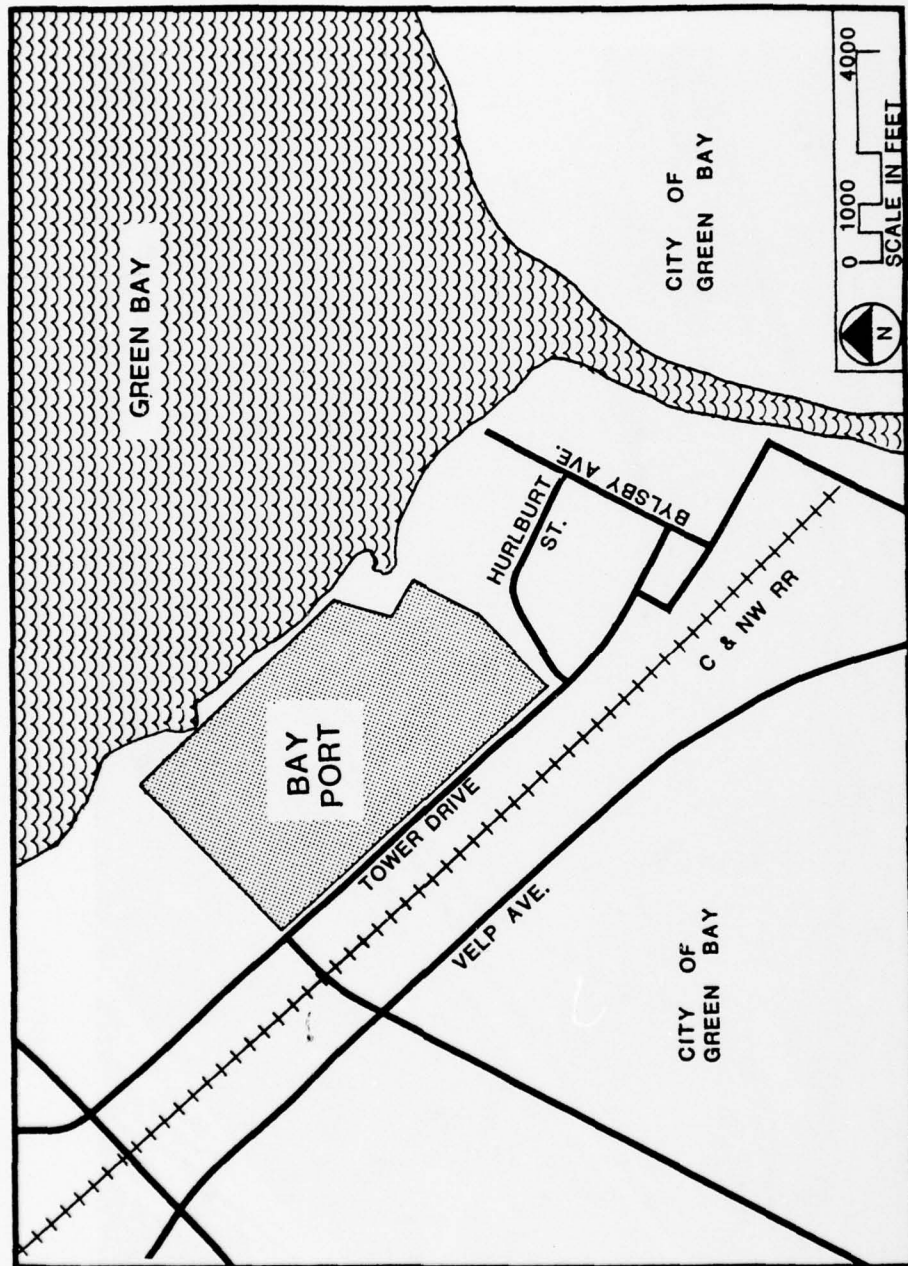 GREEN BAY
CITY OF
GREEN BAY
BAY
PORT
HURLBURT
ST.
BYLSBY AVE.
TOWER DRIVE
C & NW RR
VELP AVE.
CITY OF
GREEN BAY
N
0 1000 4000
SCALE IN FEET